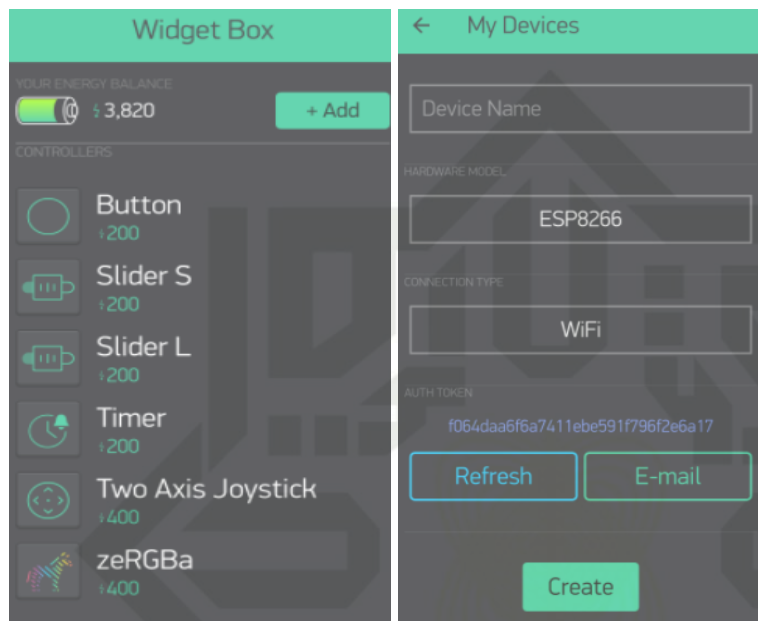 Widget Box
YOUR ENERGY BALANCE
3,820
+ Add
CONTROLLERS
Button
200
Slider S
200
Slider L
200
Timer
200
Two Axis Joystick
400
zeRGBa
400
My Devices
Device Name
HARDWARE MODEL
ESP8266
CONNECTION TYPE
WiFi
AUTH TOKEN
f064daa6f6a7411ebe591f796f2e6a17
Refresh
E-mail
Create